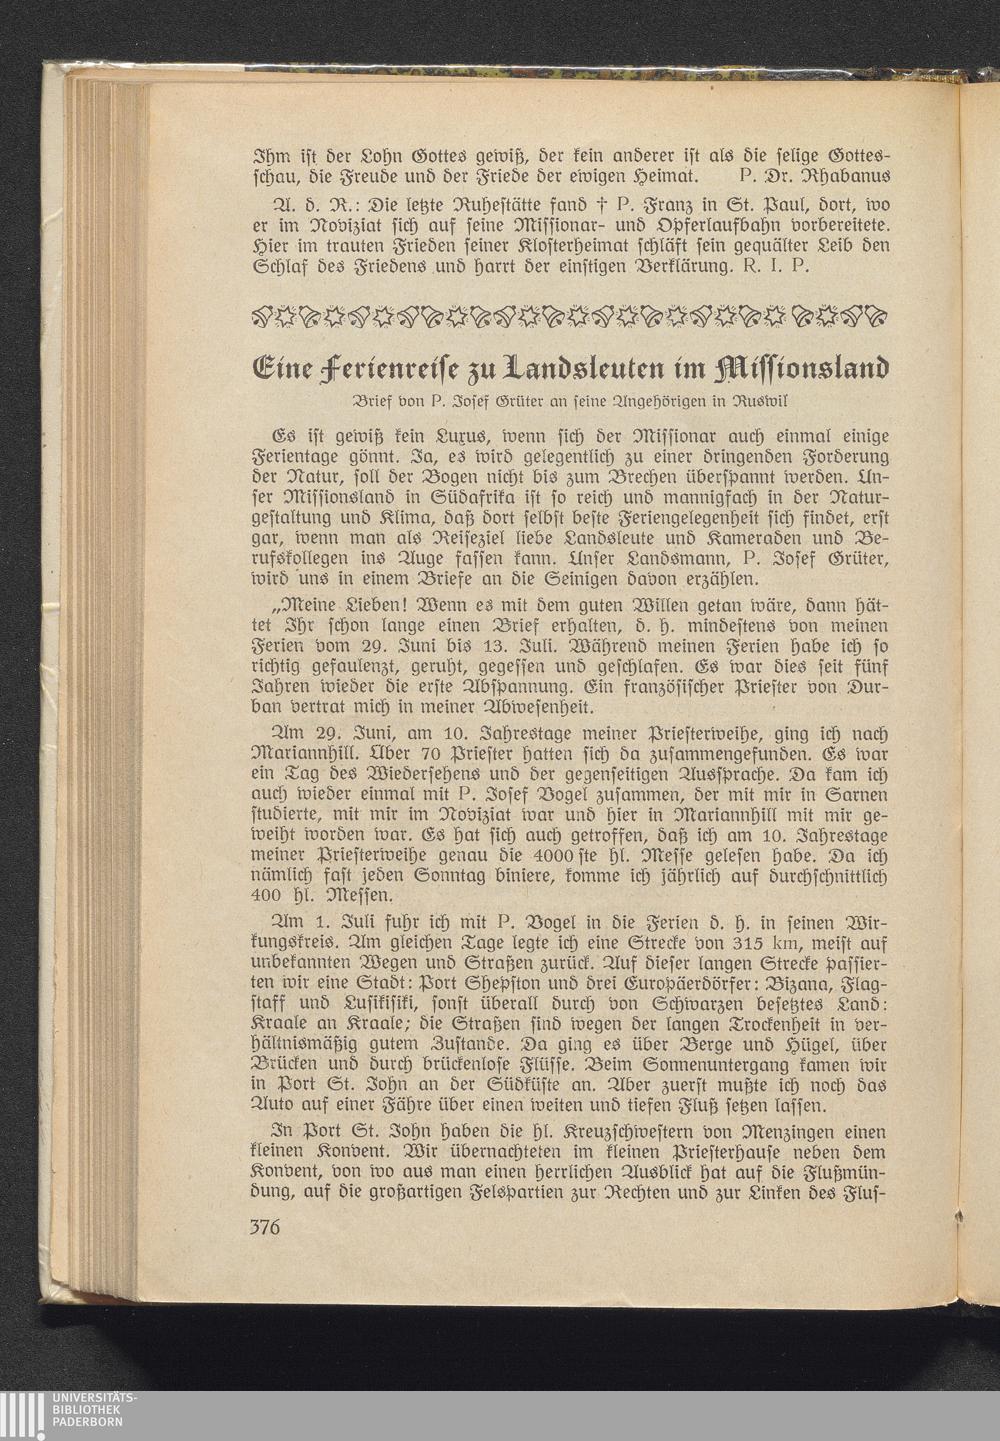 Ihm ist der Lohn Gottes gewiß, der kein anderer ist als die selige Gottes-
schau, die Freude und der Friede der ewigen Heimat. P. Dr. Rhabanus
A. d. R.: Die letzte Ruhestätte fand † P. Franz in St. Paul, dort, wo
er im Noviziat sich auf seine Missionar- und Opferlaufbahn vorbereitete.
Hier im trauten Frieden seiner Klosterheimat schläft sein gequälter Leib den
Schlaf des Friedens und harrt der einstigen Verklärung. R. I. P.
Eine Ferienreise zu Landsleuten im Missionsland
Brief von P. Josef Grüter an seine Angehörigen in Ruswil
Es ist gewiß kein Luxus, wenn sich der Missionar auch einmal einige
Ferientage gönnt. Ja, es wird gelegentlich zu einer dringenden Forderung
der Natur, soll der Bogen nicht bis zum Brechen überspannt werden. Un-
ser Missionsland in Südafrika ist so reich und mannigfach in der Natur-
gestaltung und Klima, daß dort selbst beste Feriengelegenheit sich findet, erst
gar, wenn man als Reiseziel liebe Landsleute und Kameraden und Be-
rufskollegen ins Auge fassen kann. Unser Landsmann, P. Josef Grüter,
wird uns in einem Briefe an die Seinigen davon erzählen.
„Meine Lieben! Wenn es mit dem guten Willen getan wäre, dann hät-
tet Ihr schon lange einen Brief erhalten, d. h. mindestens von meinen
Ferien vom 29. Juni bis 13. Juli. Während meinen Ferien habe ich so
richtig gefaulenzt, geruht, gegessen und geschlafen. Es war dies seit fünf
Jahren wieder die erste Abspannung. Ein französischer Priester von Dur-
ban vertrat mich in meiner Abwesenheit.
Am 29. Juni, am 10. Jahrestage meiner Priesterweihe, ging ich nach
Mariannhill. Über 70 Priester hatten sich da zusammengefunden. Es war
ein Tag des Wiedersehens und der gegenseitigen Aussprache. Da kam ich
auch wieder einmal mit P. Josef Vogel zusammen, der mit mir in Sarnen
studierte, mit mir im Noviziat war und hier in Mariannhill mit mir ge-
weiht worden war. Es hat sich auch getroffen, daß ich am 10. Jahrestage
meiner Priesterweihe genau die 4000 ste hl. Messe gelesen habe. Da ich
nämlich fast jeden Sonntag biniere, komme ich jährlich auf durchschnittlich
400 hl. Messen.
Am 1. Juli fuhr ich mit P. Vogel in die Ferien d. h. in seinen Wir-
kungskreis. Am gleichen Tage legte ich eine Strecke von 315 km, meist auf
unbekannten Wegen und Straßen zurück. Auf dieser langen Strecke passier-
ten wir eine Stadt: Port Shepston und drei Europäerdörfer: Bizana, Flag-
staff und Lusikisiki, sonst überall durch von Schwarzen besetztes Land:
Kraale an Kraale; die Straßen sind wegen der langen Trockenheit in ver-
hältnismäßig gutem Zustande. Da ging es über Berge und Hügel, über
Brücken und durch brückenlose Flüsse. Beim Sonnenuntergang kamen wir
in Port St. John an der Südküste an. Aber zuerst mußte ich noch das
Auto auf einer Fähre über einen weiten und tiefen Fluß setzen lassen.
In Port St. John haben die hl. Kreuzschwestern von Menzingen einen
kleinen Konvent. Wir übernachteten im kleinen Priesterhause neben dem
Konvent, von wo aus man einen herrlichen Ausblick hat auf die Flußmün-
dung, auf die großartigen Felspartien zur Rechten und zur Linken des Flus-
376
UNIVERSITÄTS-
BIBLIOTHEK
PADERBORN